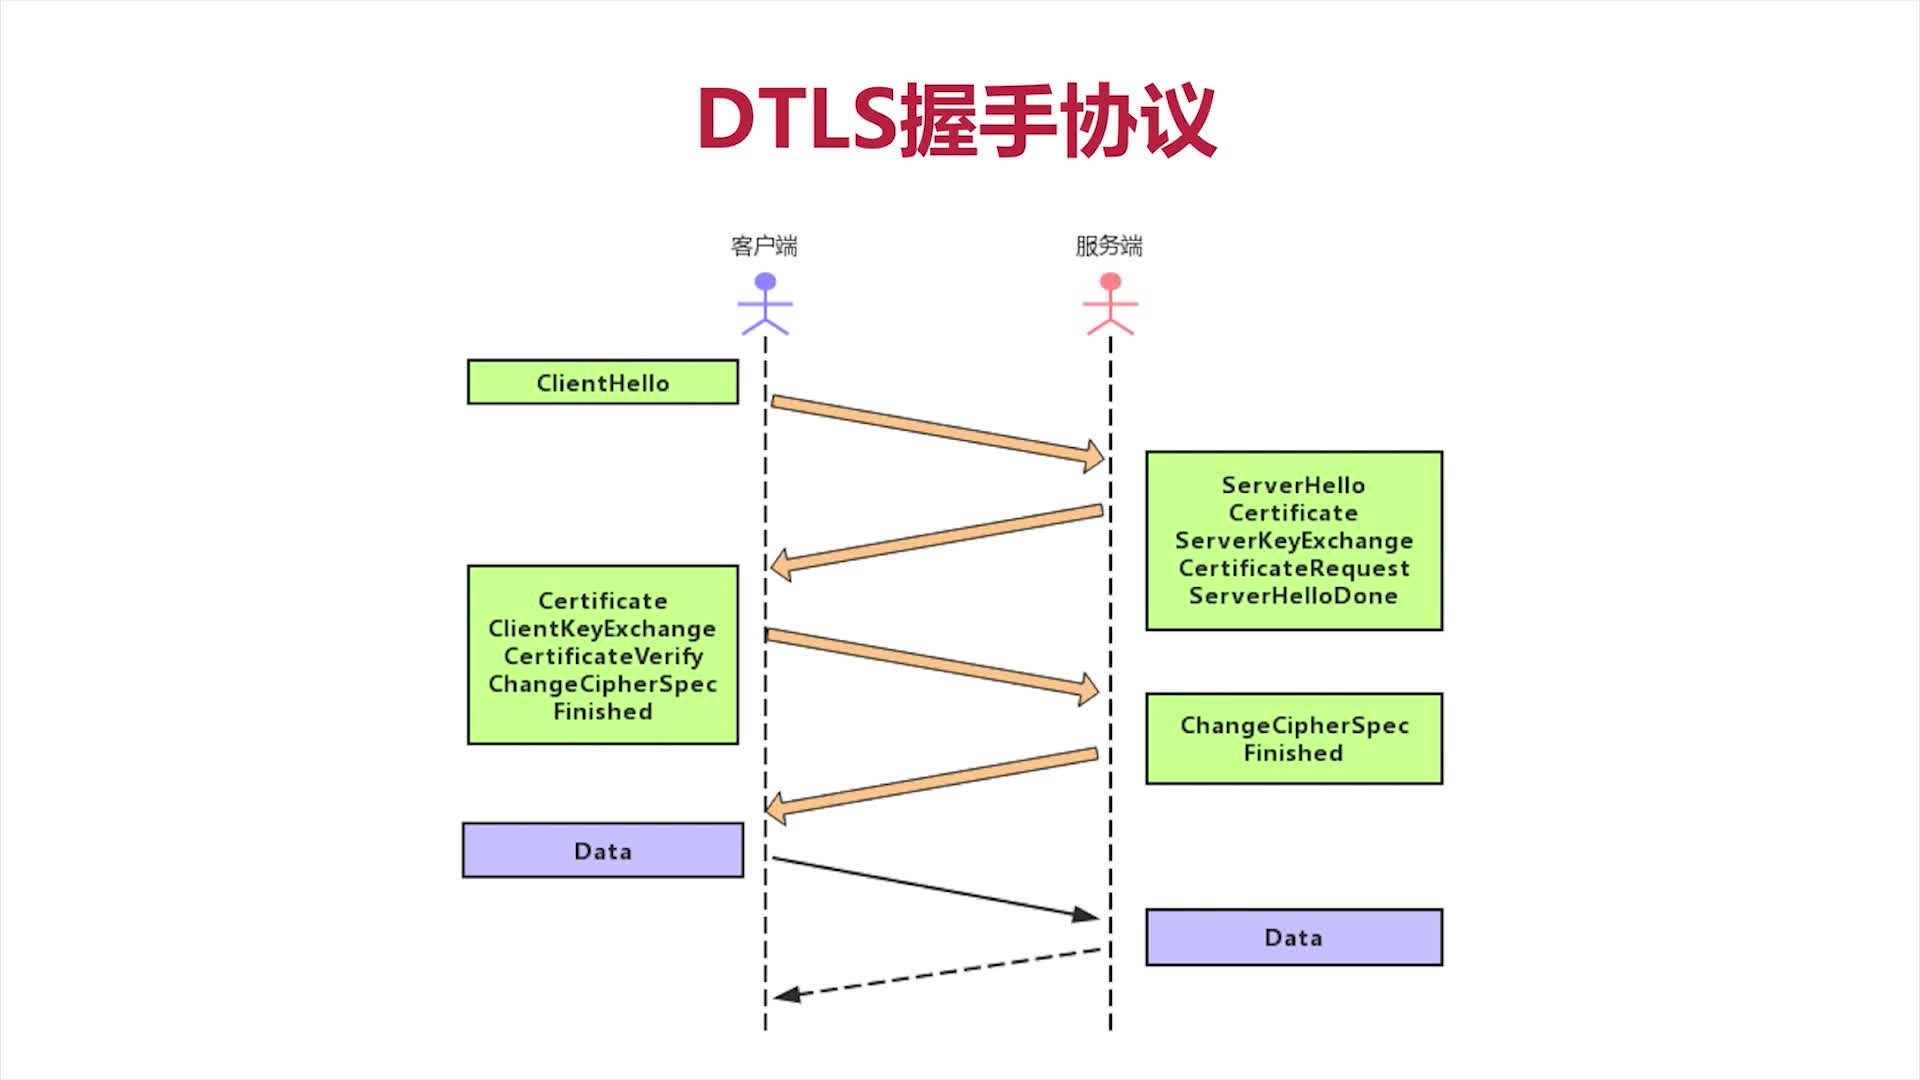 DTLS握手协议
客户端
服务端
ClientHello
ServerHello
Certificate
ServerKeyExchange
CertificateRequest
ServerHelloDone
Certificate
ClientKeyExchange
CertificateVerify
ChangeCipherSpec
Finished
ChangeCipherSpec
Finished
Data
Data